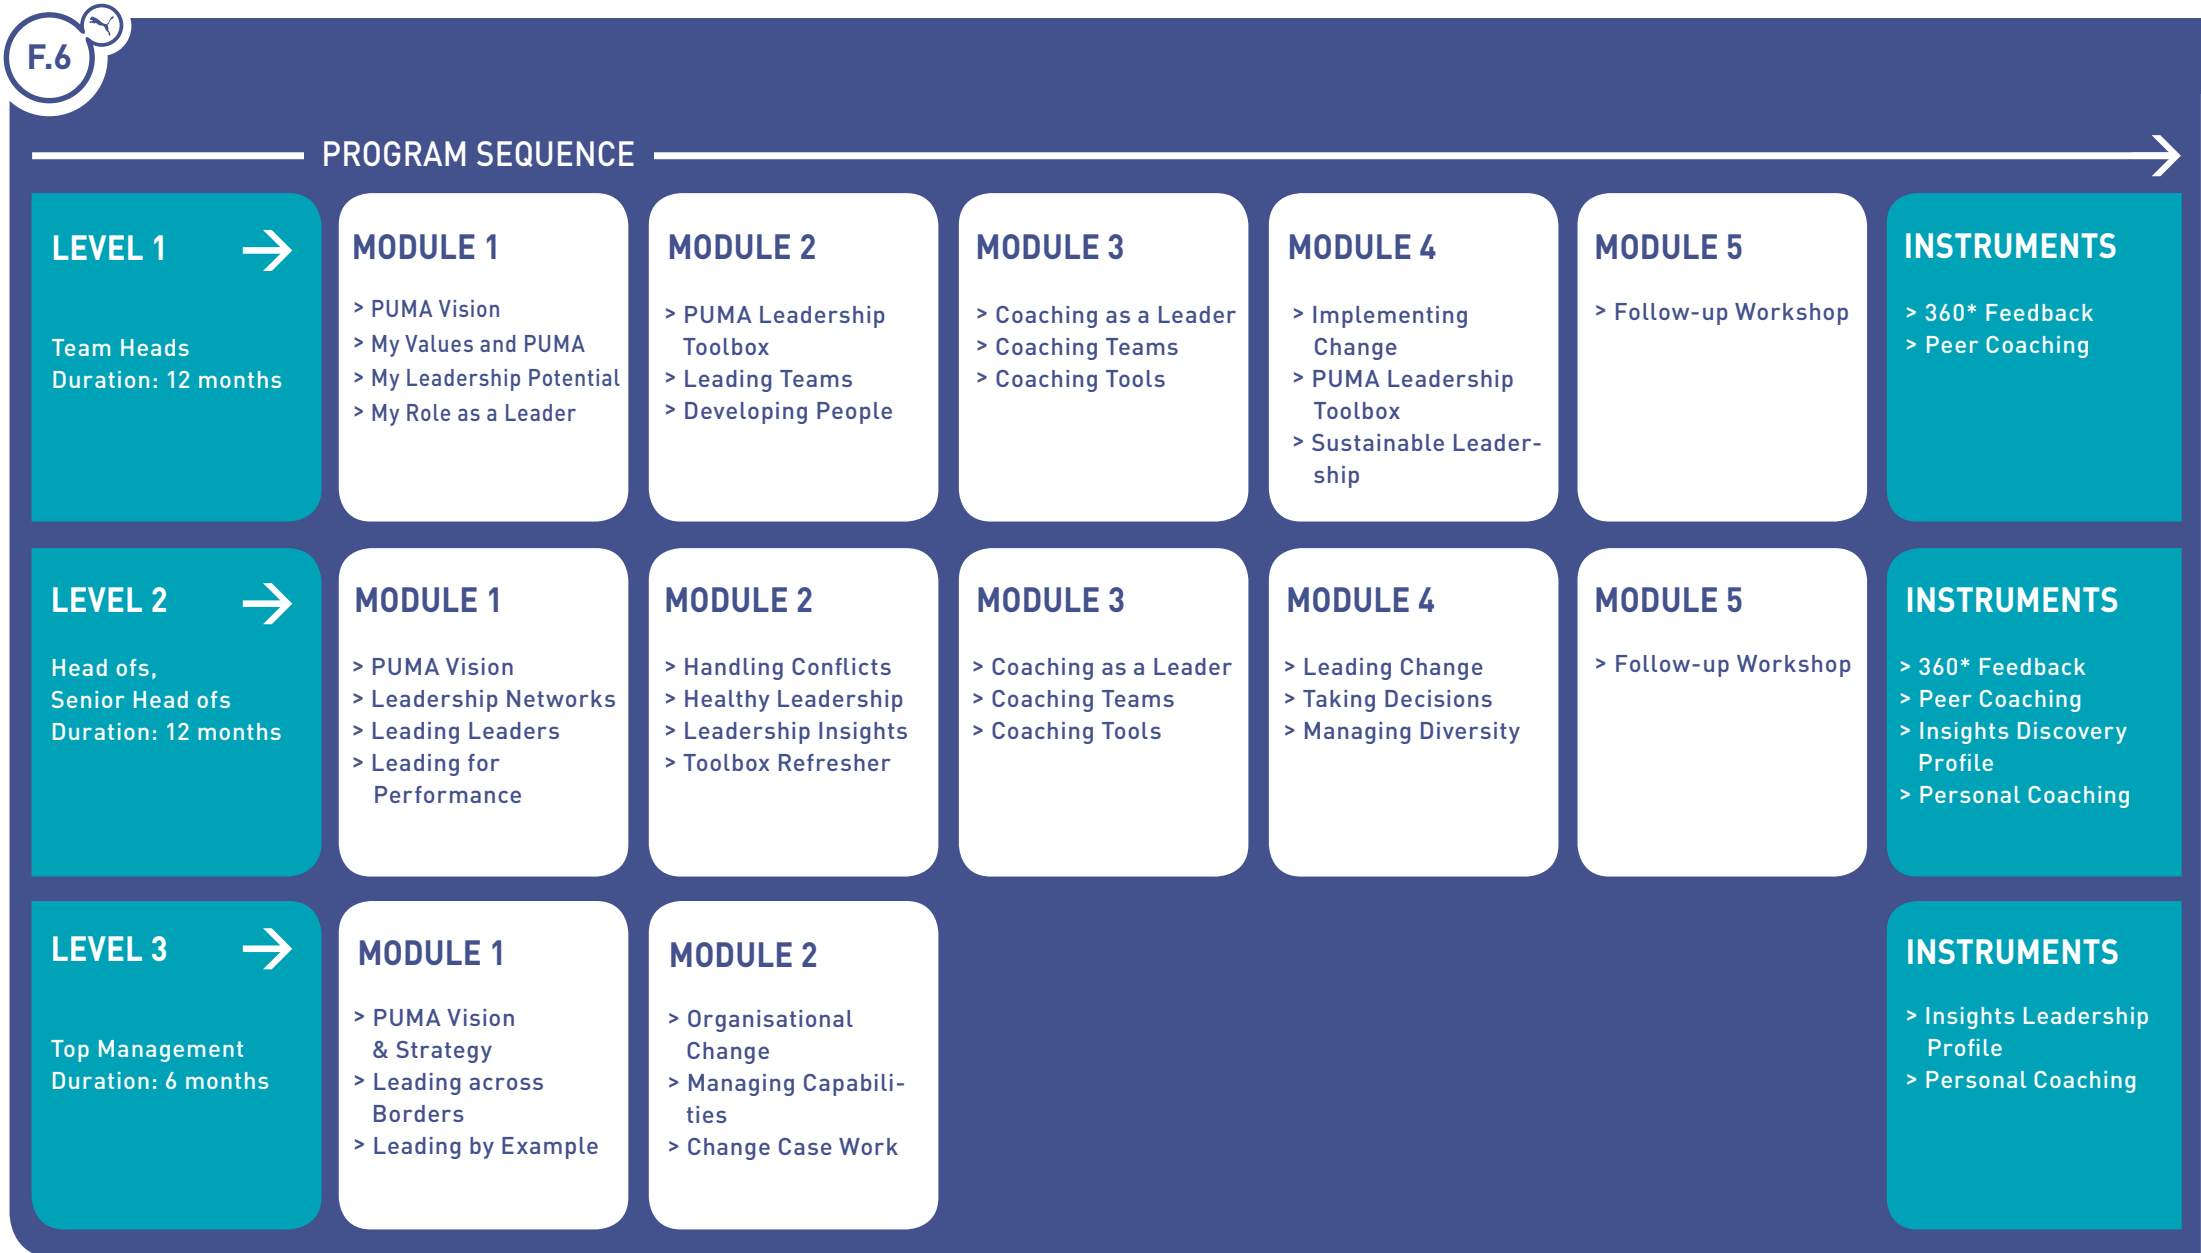 F.6
PROGRAM SEQUENCE
LEVEL 1
Team Heads
Duration: 12 months
MODULE 1
> PUMA Vision
> My Values and PUMA
> My Leadership Potential
> My Role as a Leader
MODULE 2
> PUMA Leadership
Toolbox
> Leading Teams
> Developing People
MODULE 3
> Coaching as a Leader
> Coaching Teams
> Coaching Tools
MODULE 4
> Implementing
Change
> PUMA Leadership
Toolbox
> Sustainable Leader-
ship
MODULE 5
> Follow-up Workshop
INSTRUMENTS
> 360* Feedback
> Peer Coaching
LEVEL 2
Head ofs,
Senior Head ofs
Duration: 12 months
MODULE 1
> PUMA Vision
> Leadership Networks
> Leading Leaders
> Leading for
Performance
MODULE 2
> Handling Conflicts
> Healthy Leadership
> Leadership Insights
> Toolbox Refresher
MODULE 3
> Coaching as a Leader
> Coaching Teams
> Coaching Tools
MODULE 4
> Leading Change
> Taking Decisions
> Managing Diversity
MODULE 5
> Follow-up Workshop
INSTRUMENTS
> 360* Feedback
> Peer Coaching
> Insights Discovery
Profile
> Personal Coaching
LEVEL 3
Top Management
Duration: 6 months
MODULE 1
> PUMA Vision
& Strategy
> Leading across
Borders
> Leading by Example
MODULE 2
> Organisational
Change
> Managing Capabili-
ties
> Change Case Work
INSTRUMENTS
> Insights Leadership
Profile
> Personal Coaching